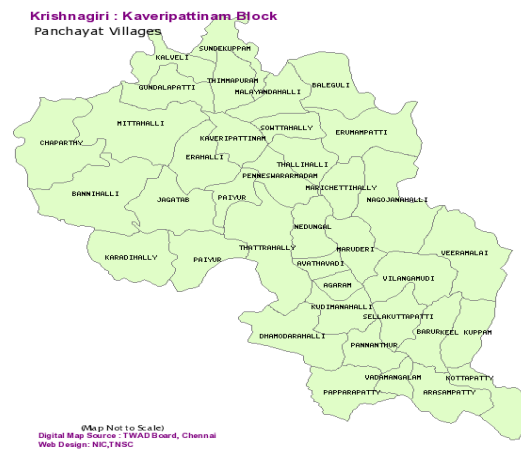 Krishnagiri : Kaveripattinam Block
Panchayat Villages
SUNDEKUPPAM
KALVELI
THIMMAPURAM
GUNDALAPATTI
MALAYANDAHALLI
BALEGULI
MITTAHALLI
SOWTTAHALLY
ERUMAMPATTI
KAVERIPATTINAM
CHAPARTHY
ERAHALLI
THALLIHALLI
PENNESWARARMADAM
MARICHETTIHALLY
BANNIHALLI
JAGATAB
PAIYUR
NAGOJANAHALLI
NEDUNGAL
THATTRAHALLY
MARUDERI
VEERAMALAI
KARADIHALLY
PAIYUR
AVATHAVADI
VILANGAMUDI
AGARAM
KUDIMANAHALLI
SELLAKUTTAPATTI
DHAMODARAHALLI
BARUR
KEEL KUPPAM
PANNANTHUR
VADAMANGALAM
KOTTAPATTY
PAPPARAPATTY
ARASAMPATTY
(Map Not to Scale)
Digital Map Source : TWAD Board, Chennai
Web Design: NIC,TNSC